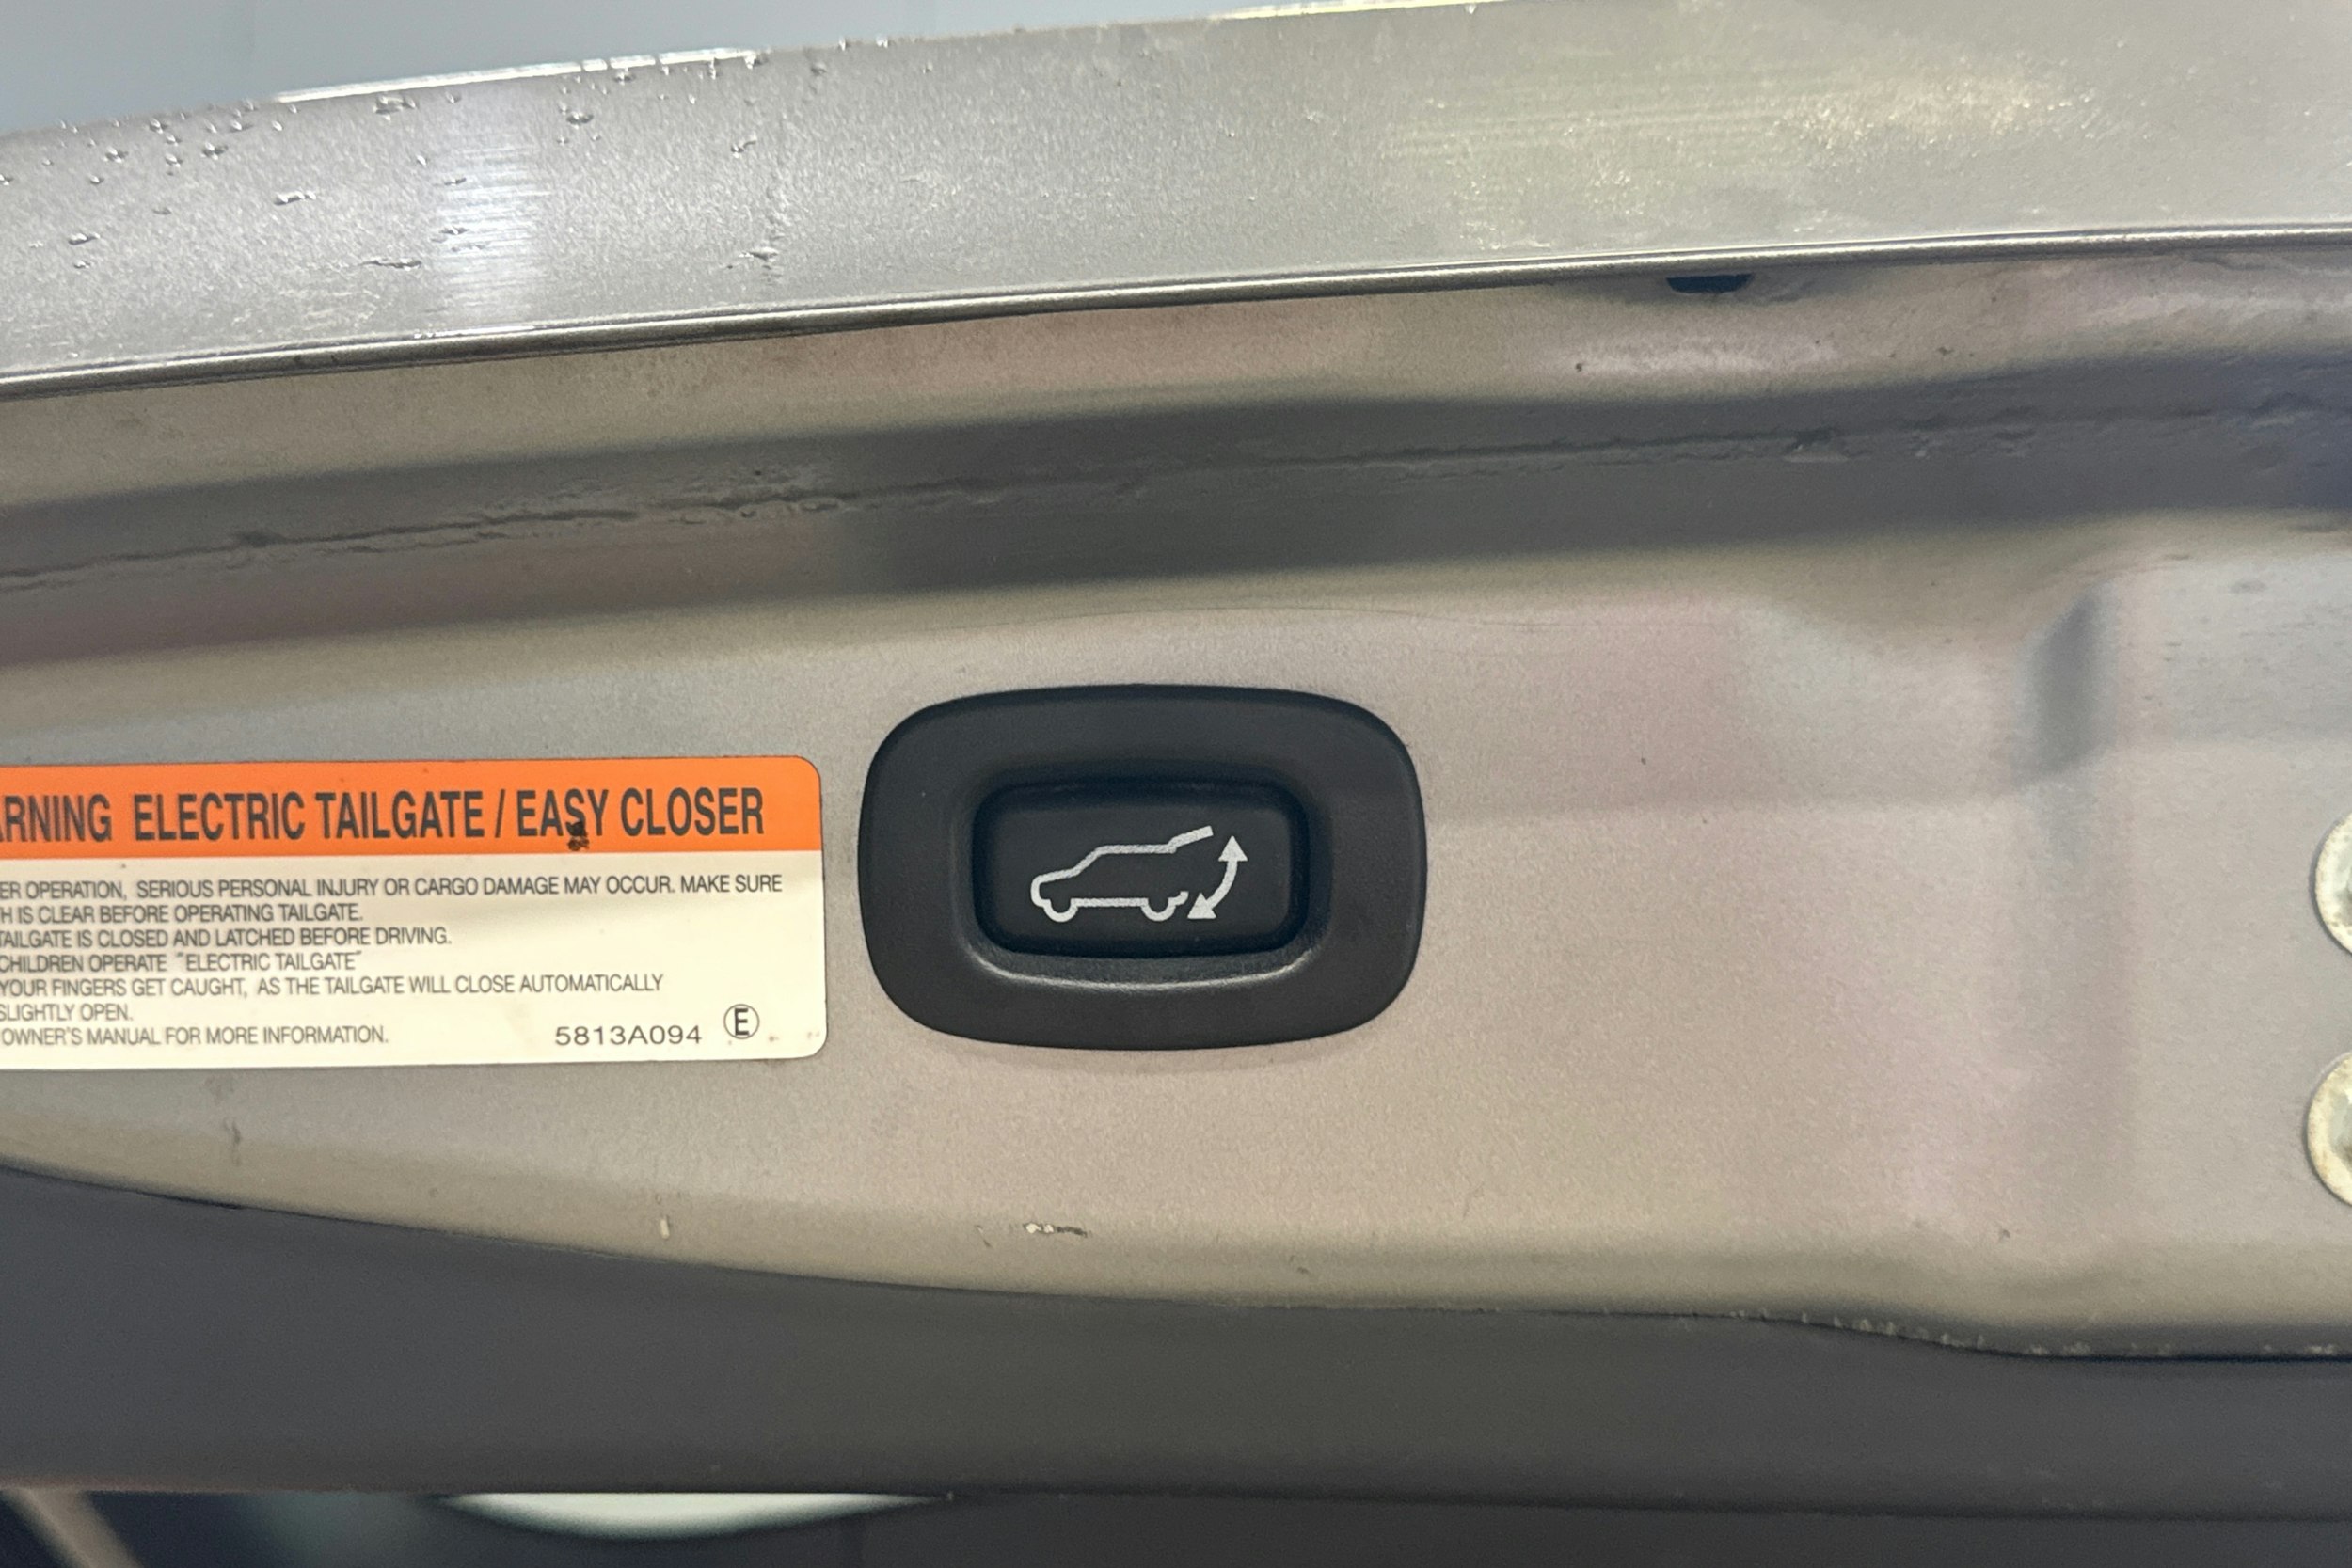 ELECTRIC TAILGATE / EASY CLOSER
OPERATION, SERIOUS PERSONAL INJURY OR CARGO DAMAGE MAY OCCUR. MAKE SURE
IS CLEAR BEFORE OPERATING TAILGATE.
TAILGATE IS CLOSED AND LATCHED BEFORE DRIVING.
CHILDREN OPERATE "ELECTRIC TAILGATE"
YOUR FINGERS GET CAUGHT, AS THE TAILGATE WILL CLOSE AUTOMATICALLY
SLIGHTLY OPEN.
OWNER'S MANUAL FOR MORE INFORMATION.
5813A094 E